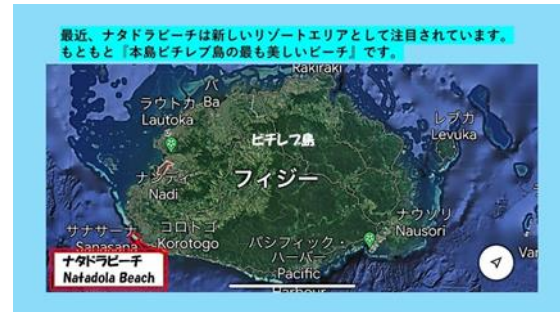 最近、ナタドラビーチは新しいリゾートエリアとして注目されています。
もともと『本島ビチレブ島の最も美しいビーチ』です。
Rakiraki
バ
Ba
ラウトカ
Lautoka
ビチレブ島
レブカ
Levuka
ナンディ
Nadi
フィジー
ナウソリ
Nausori
サナサーナ
Sanasana
コロトゴ
Korotogo
パシフィック・
ハーバー
Pacific
Harbour
ナタドラビーチ
Natadola Beach